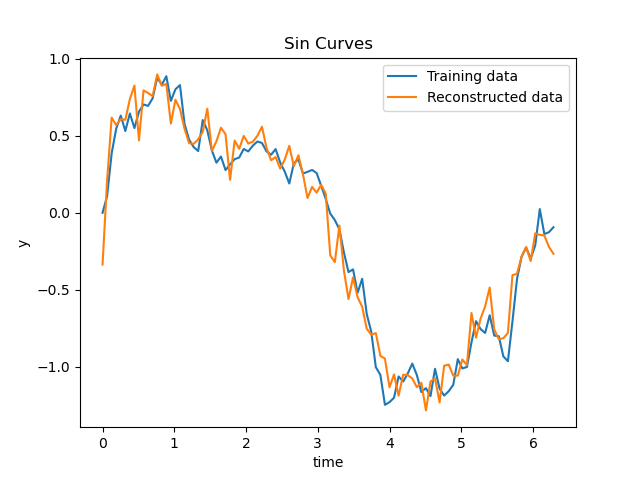 Sin Curves
Training data
Reconstructed data
1.0
0.5
0.0
−0.5
−1.0
y
0 1 2 3 4 5 6
time